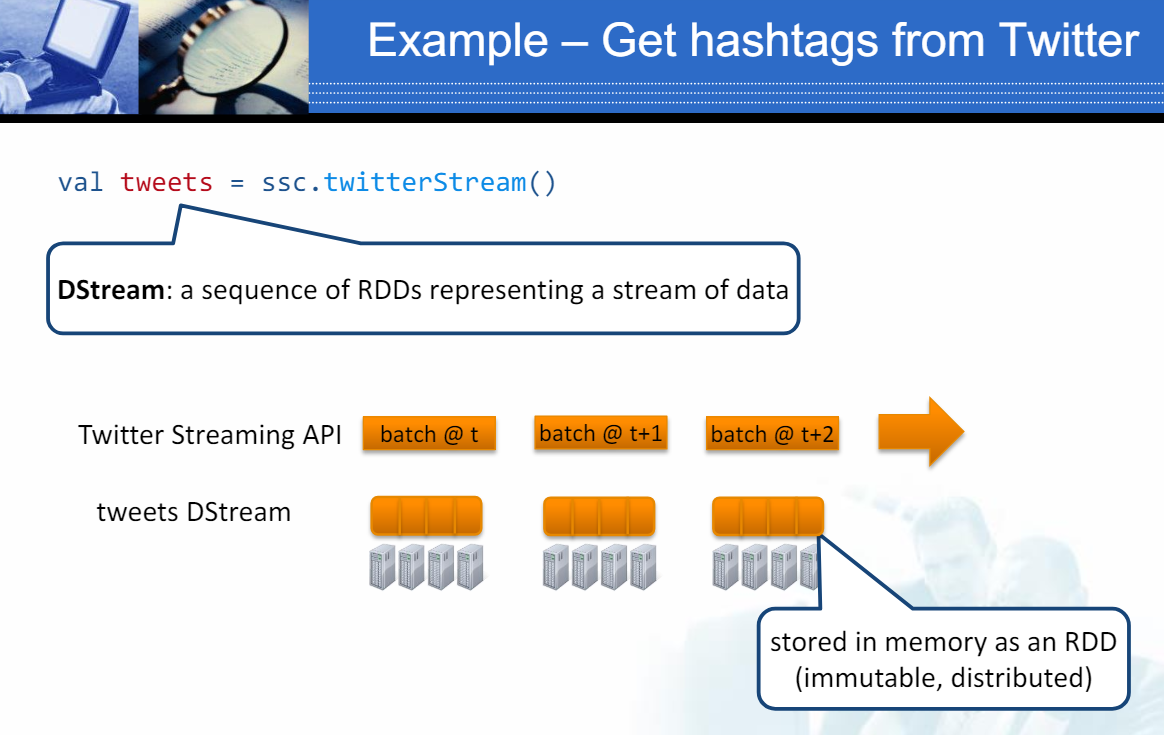 Example – Get hashtags from Twitter
val tweets = ssc.twitterStream()
DStream: a sequence of RDDs representing a stream of data
Twitter Streaming API batch @ t batch @ t+1 batch @ t+2
tweets DStream
stored in memory as an RDD
(immutable, distributed)